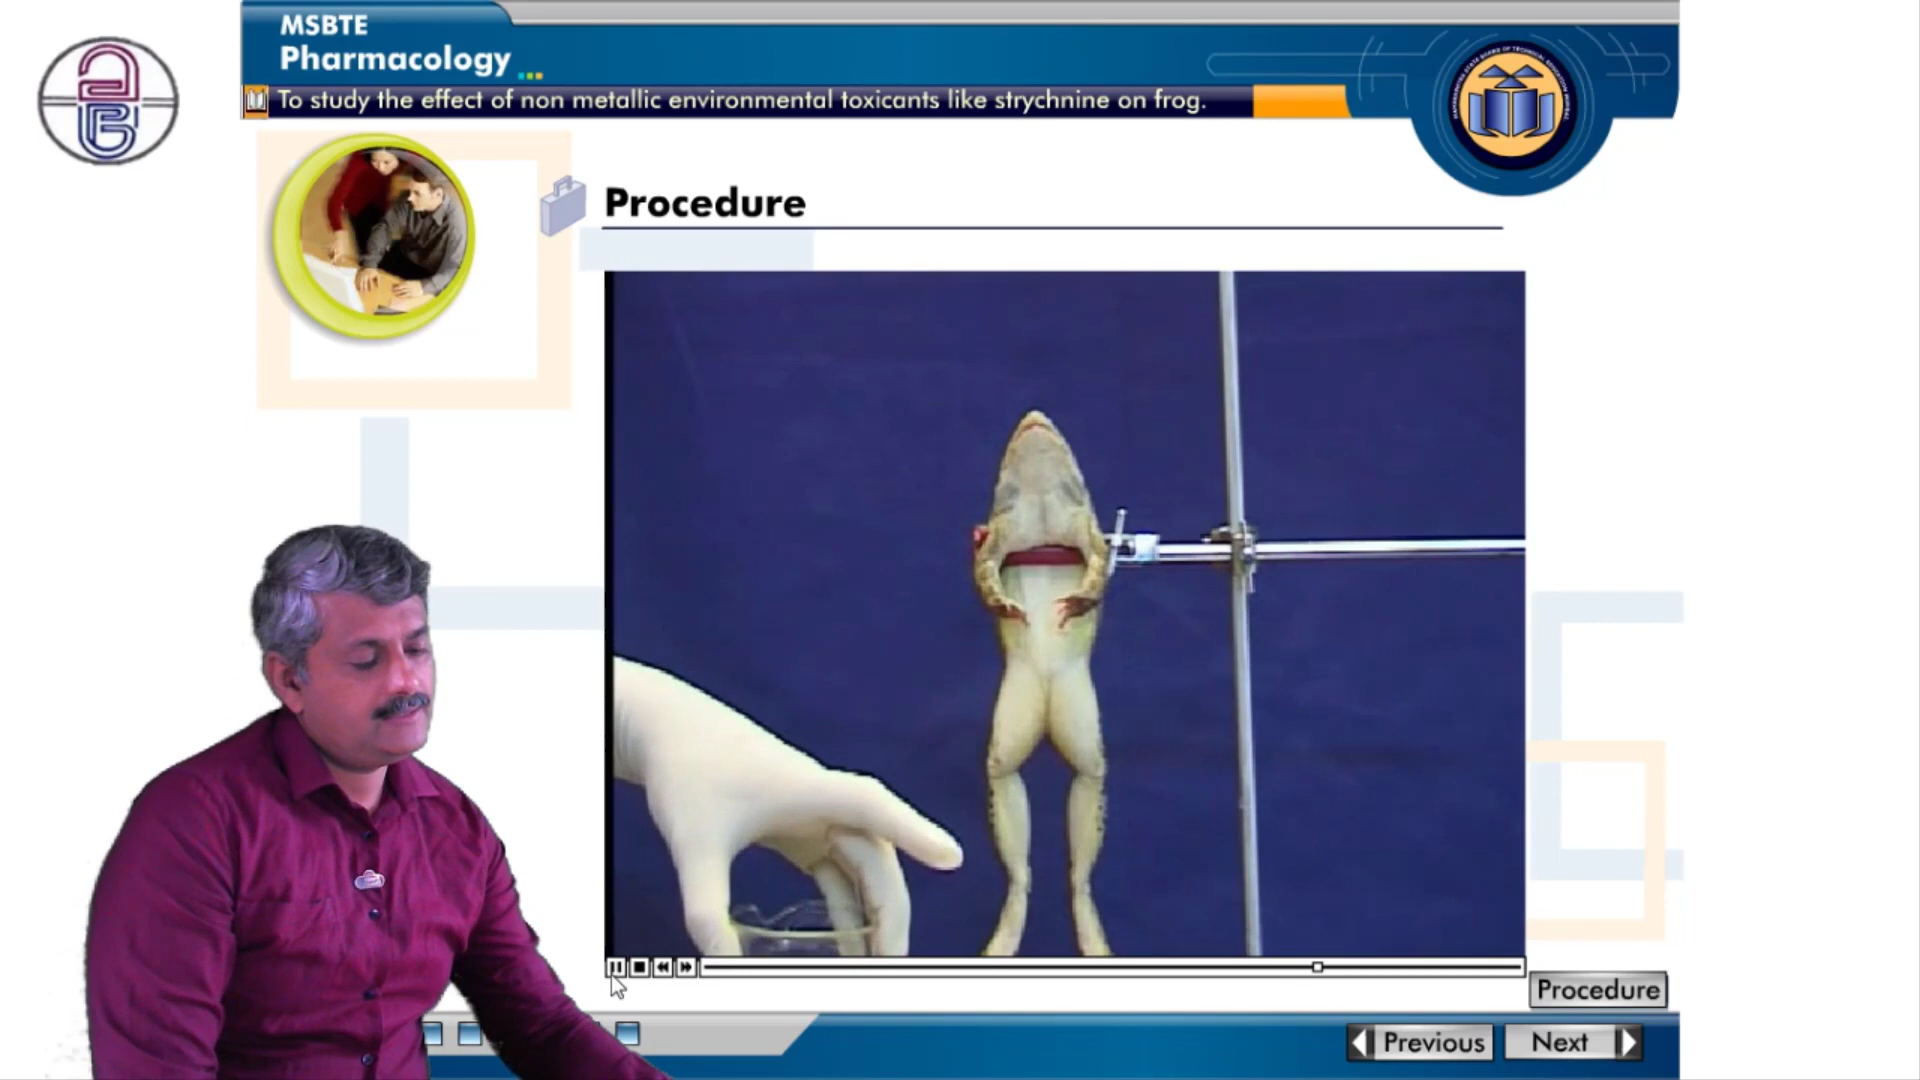 MSBTE
Pharmacology
To study the effect of non metallic environmental toxicants like strychnine on frog.
Procedure
Procedure
Previous
Next